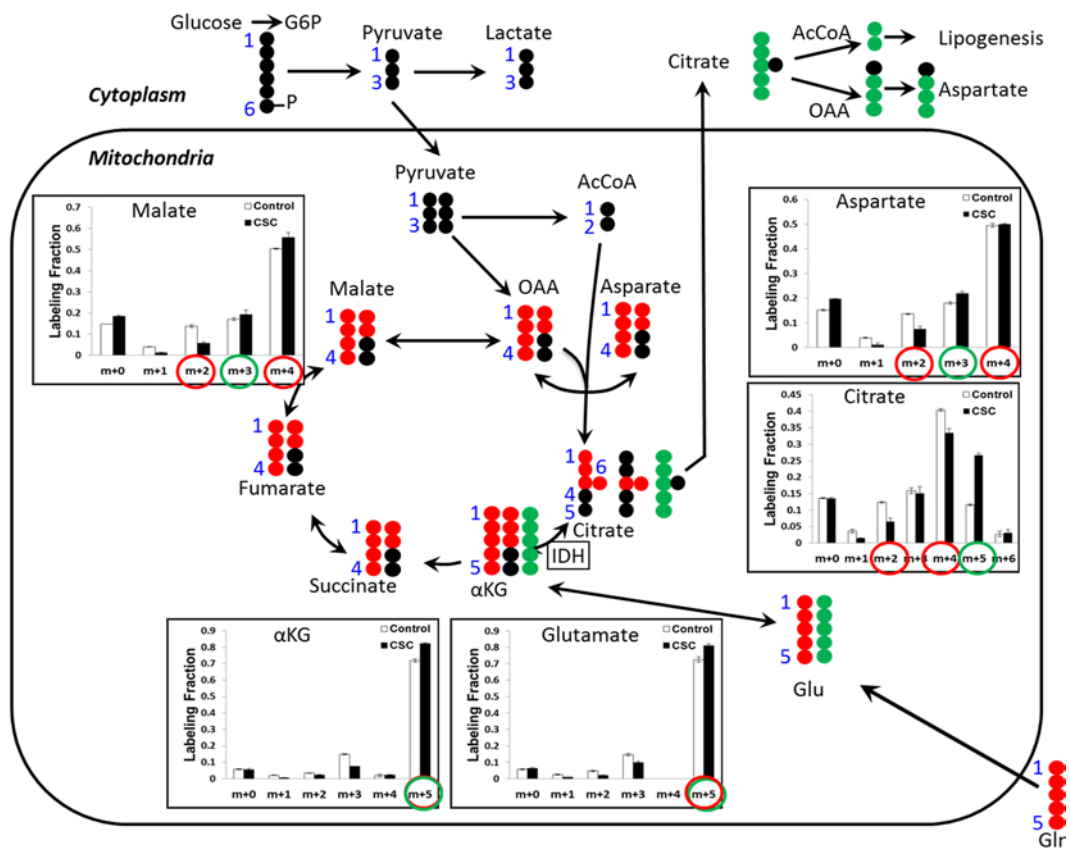 Glucose G6P
1
6 P
Pyruvate
1
3
Lactate
1
3
Cytoplasm
Citrate
AcCoA
Lipogenesis
OAA
Aspartate
Mitochondria
Pyruvate
1
3
AcCoA
1
2
Malate
Control
CSC
Labeling Fraction
0.7
0.6
0.5
0.4
0.3
0.2
0.1
0
m+0 m+1 m+2 m+3 m+4
Malate
1
4
OAA
1
4
Asparate
1
4
Aspartate
Control
CSC
Labeling Fraction
0.6
0.5
0.4
0.3
0.2
0.1
0
m+0 m+1 m+2 m+3 m+4
Citrate
Control
CSC
Labeling Fraction
0.45
0.4
0.35
0.3
0.25
0.2
0.15
0.1
0.05
0
m+0 m+1 m+2 m+3 m+4 m+5 m+6
1
4
Fumarate
1
6
4
5
Citrate
IDH
1
4
Succinate
1
5
αKG
1
5
Glu
αKG
Control
CSC
Labeling Fraction
0.9
0.8
0.7
0.6
0.5
0.4
0.3
0.2
0.1
0
m+0 m+1 m+2 m+3 m+4 m+5
Glutamate
Control
CSC
Labeling Fraction
0.9
0.8
0.7
0.6
0.5
0.4
0.3
0.2
0.1
0
m+0 m+1 m+2 m+3 m+4 m+5
1
5
Gln